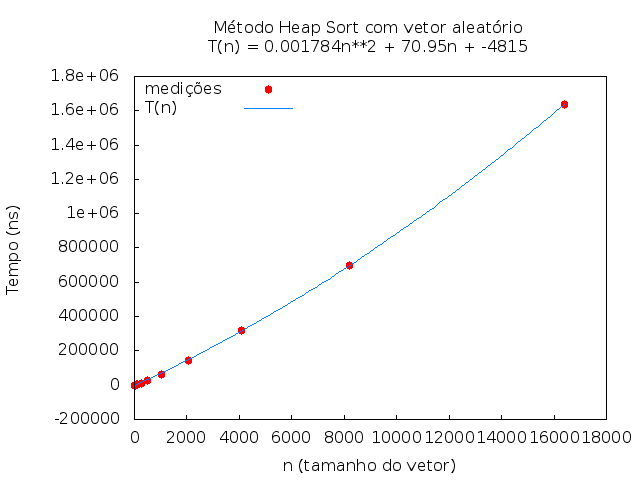 Método Heap Sort com vetor aleatório
T(n) = 0.001784n**2 + 70.95n + -4815
medições
T(n)
1.8e+06
1.6e+06
1.4e+06
1.2e+06
1e+06
800000
600000
400000
200000
0
-200000
Tempo (ns)
0 2000 4000 6000 8000 10000 12000 14000 16000 18000
n (tamanho do vetor)